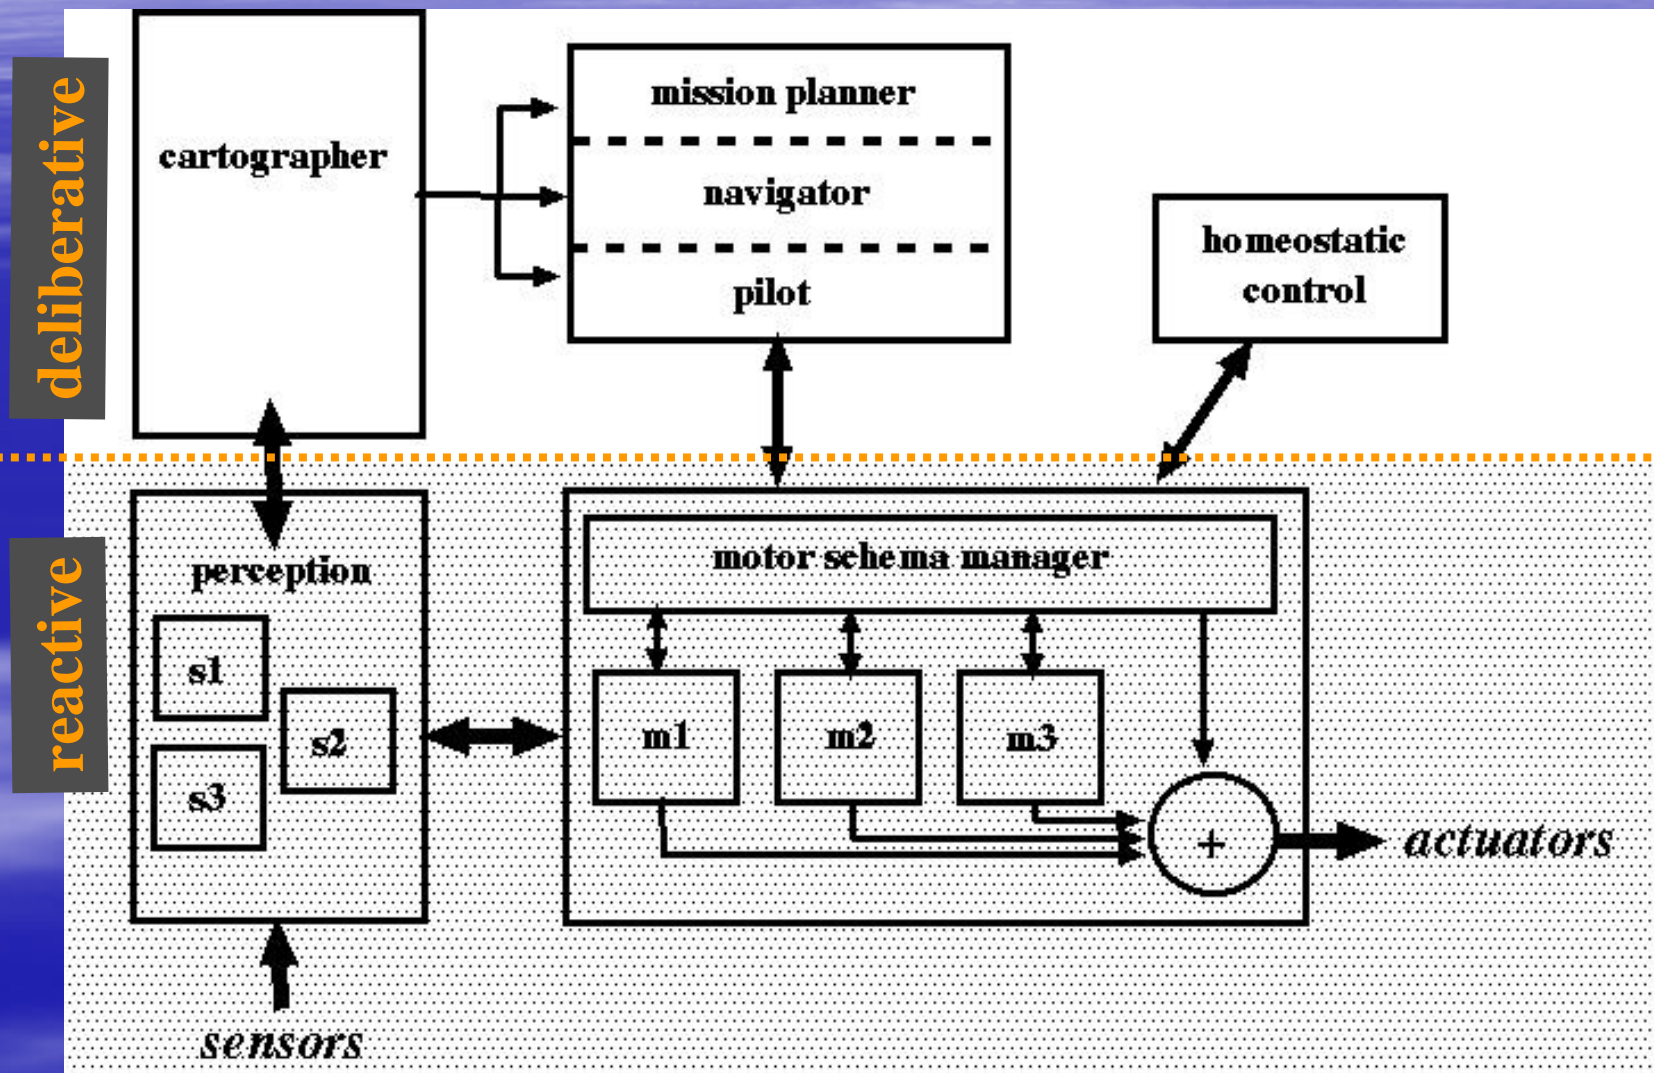 deliberative
cartographer
mission planner
navigator
pilot
homeostatic
control
reactive
perception
s1
s2
s3
motor schema manager
m1
m2
m3
+
actuators
sensors